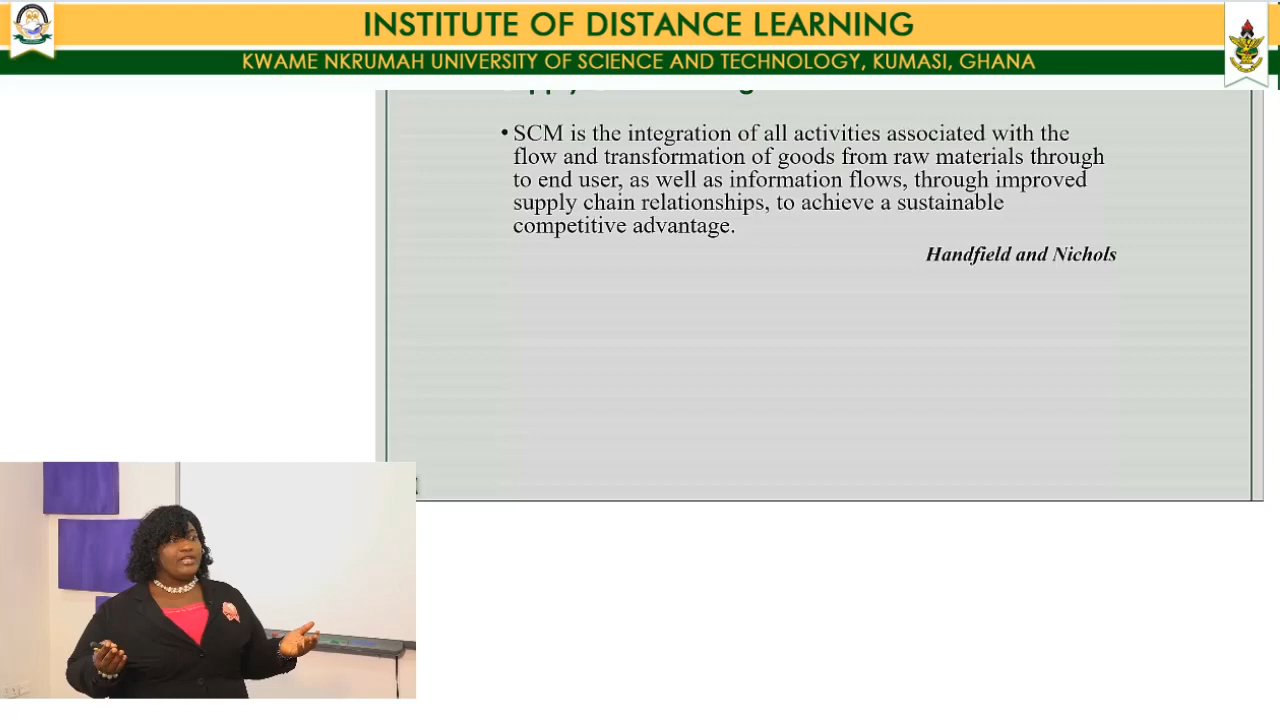 INSTITUTE OF DISTANCE LEARNING
KWAME NKRUMAH UNIVERSITY OF SCIENCE AND TECHNOLOGY, KUMASI, GHANA
• SCM is the integration of all activities associated with the
flow and transformation of goods from raw materials through
to end user, as well as information flows, through improved
supply chain relationships, to achieve a sustainable
competitive advantage.
Handfield and Nichols